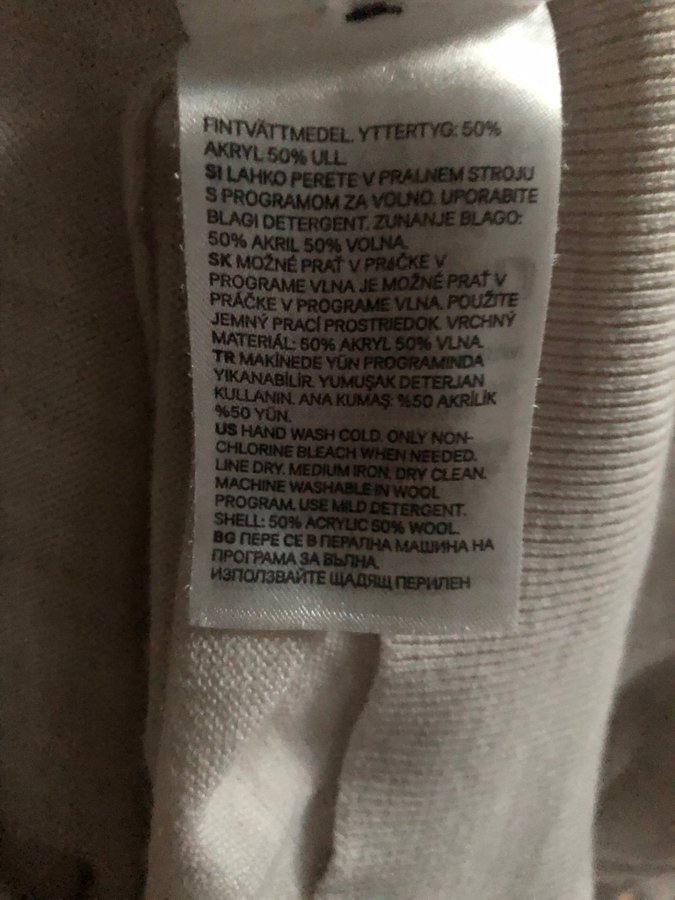 FINTVÄTTMEDEL. YTTERTYG: 50%
AKRYL 50% ULL.
SI LAHKO PERETE V PRALNEM STROJU
S PROGRAMOM ZA VOLNO. UPORABITE
BLAGI DETERGENT. ZUNANJE BLAGO:
50% AKRIL 50% VOLNA.
SK MOŽNÉ PRAŤ V PRáČKE V
PROGRAME VLNA JE MOŽNÉ PRAŤ V
PRÁČKE V PROGRAME VLNA. POUŽITE
JEMNÝ PRACÍ PROSTRIEDOK. VRCHNÝ
MATERIÁL: 50% AKRYL 50% VLNA.
TR MAKİNEDE YÜN PROGRAMINDA
YIKANABİLİR. YUMUŞAK DETERJAN
KULLANIN. ANA KUMAŞ: %50 AKRİLİK
%50 YÜN.
US HAND WASH COLD. ONLY NON-
CHLORINE BLEACH WHEN NEEDED.
LINE DRY. MEDIUM IRON. DRY CLEAN.
MACHINE WASHABLE IN WOOL
PROGRAM. USE MILD DETERGENT.
SHELL: 50% ACRYLIC 50% WOOL.
BG ПЕРЕ СЕ В ПЕРАЛНА МАШИНА НА
ПРОГРАМА ЗА ВЪЛНА.
ИЗПОЛЗВАЙТЕ ЩАДЯЩ ПЕРИЛЕН